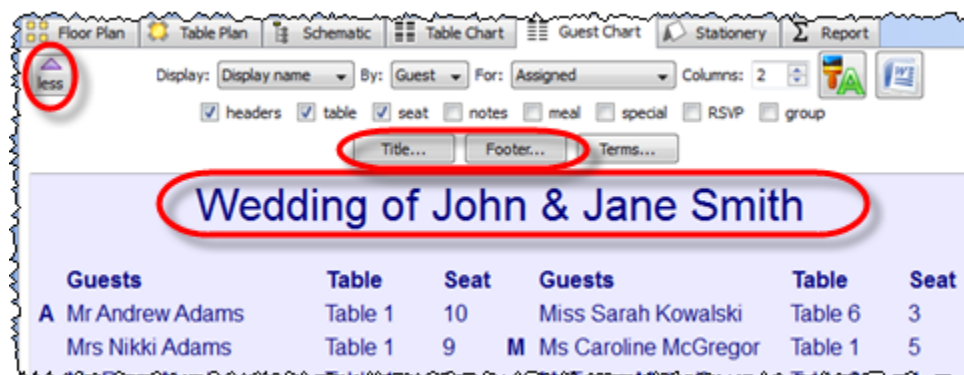 Floor Plan Table Plan Schematic Table Chart Guest Chart Stationery Σ Report
less Display: Display name By: Guest For: Assigned Columns: 2 TA W
headers table seat notes meal special RSVP group
Title... Footer... Terms...
Wedding of John & Jane Smith
Guests Table Seat Guests Table Seat
A Mr Andrew Adams Table 1 10 Miss Sarah Kowalski Table 6 3
Mrs Nikki Adams Table 1 9 M Ms Caroline McGregor Table 1 5